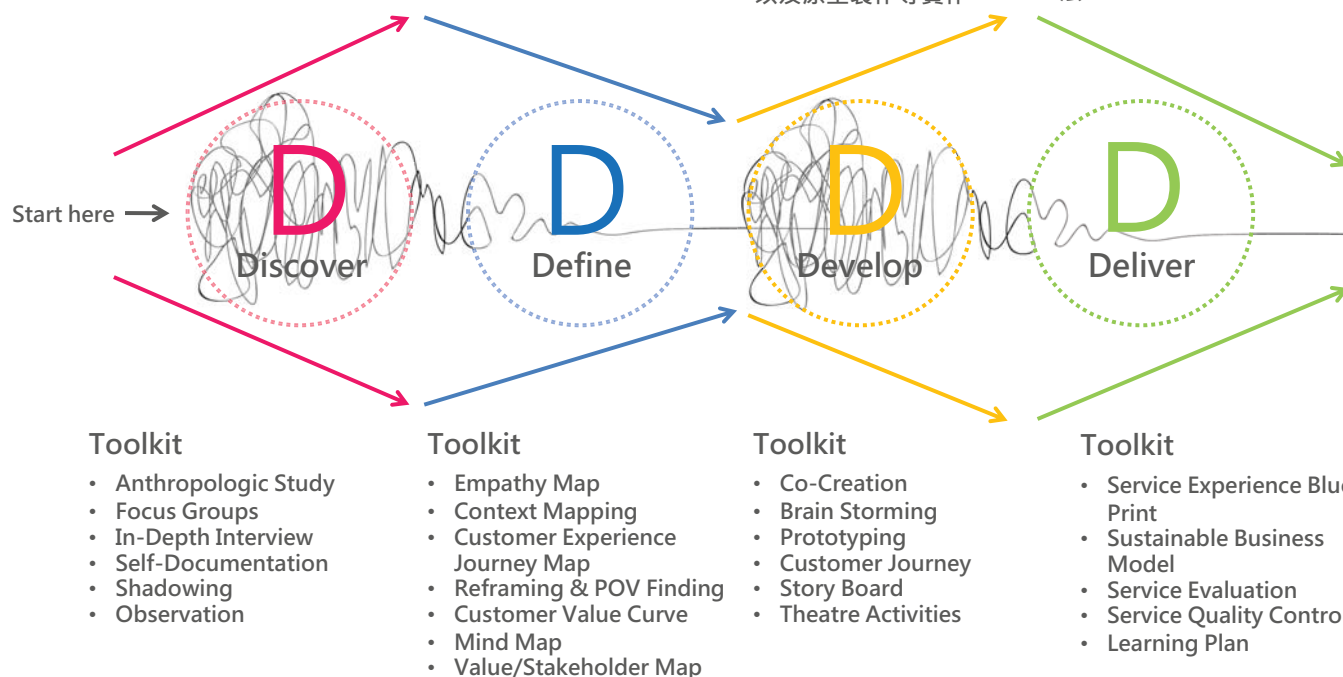 Start here
D
Discover
D
Define
D
Develop
D
Deliver
Toolkit
• Anthropologic Study
• Focus Groups
• In-Depth Interview
• Self-Documentation
• Shadowing
• Observation
Toolkit
• Empathy Map
• Context Mapping
• Customer Experience
Journey Map
• Reframing & POV Finding
• Customer Value Curve
• Mind Map
• Value/Stakeholder Map
Toolkit
• Co-Creation
• Brain Storming
• Prototyping
• Customer Journey
• Story Board
• Theatre Activities
Toolkit
• Service Experience Blue
Print
• Sustainable Business
Model
• Service Evaluation
• Service Quality Control
• Learning Plan